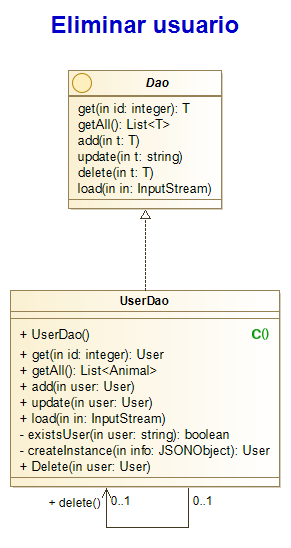 Eliminar usuario
Dao
get(in id: integer): T
getAll(): List<T>
add(in t: T)
update(in t: string)
delete(in t: T)
load(in in: InputStream)
UserDao
+ UserDao() C()
+ get(in id: integer): User
+ getAll(): List<Animal>
+ add(in user: User)
+ update(in user: User)
+ load(in in: InputStream)
- existsUser(in user: string): boolean
- createInstance(in info: JSONObject): User
+ Delete(in user: User)
+ delete() 0..1 0..1